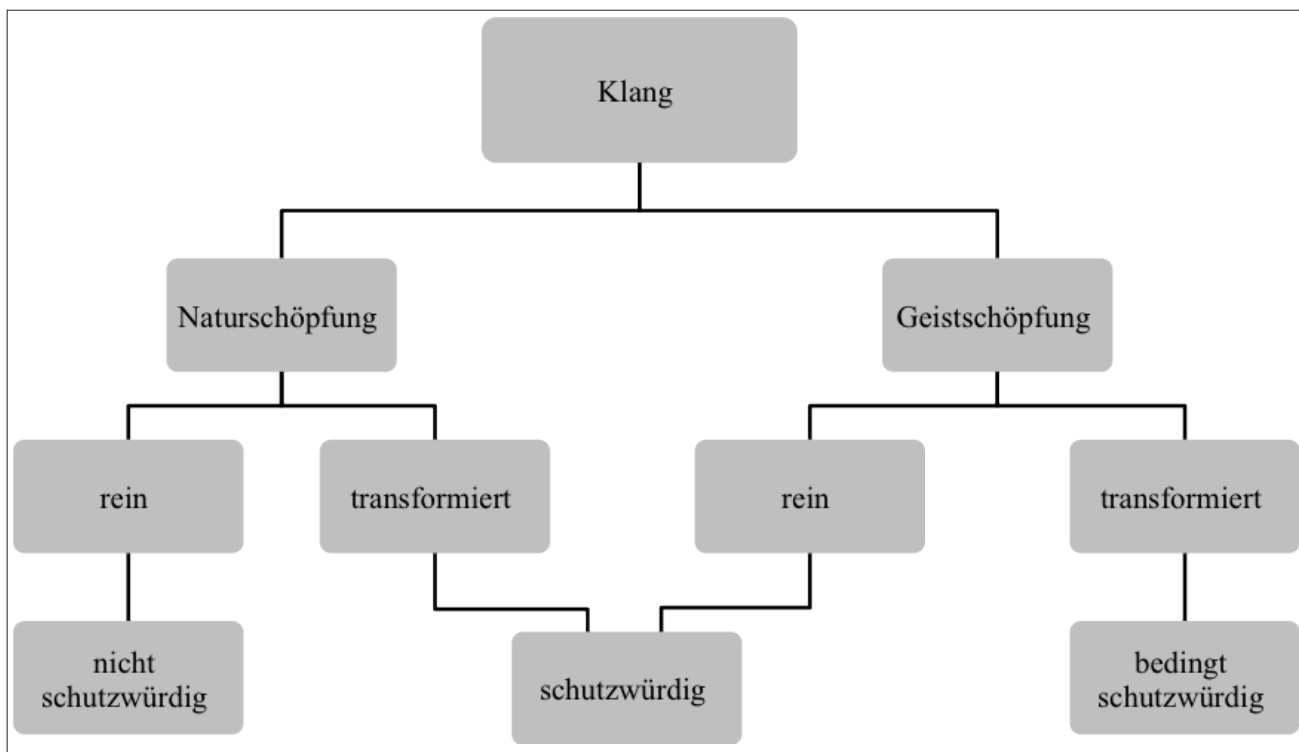 Klang
Naturschöpfung
Geistschöpfung
rein
transformiert
rein
transformiert
nicht
schutzwürdig
schutzwürdig
bedingt
schutzwürdig